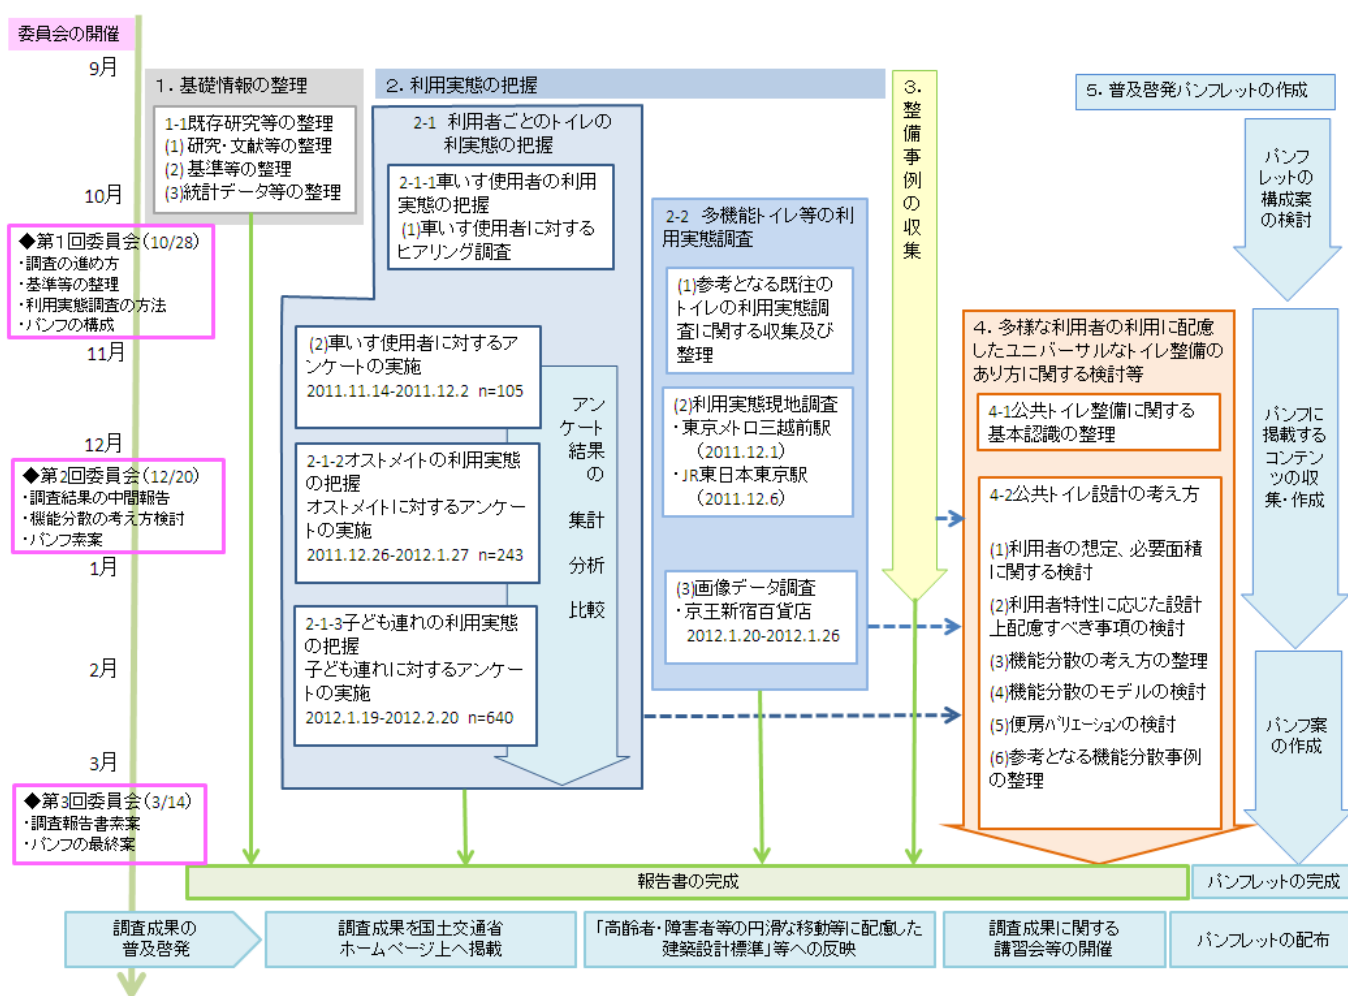 委員会の開催
9月
10月
◆第1回委員会(10/28)
・調査の進め方
・基準等の整理
・利用実態調査の方法
・パンフの構成
11月
12月
◆第2回委員会(12/20)
・調査結果の中間報告
・機能分散の考え方検討
・パンフ素案
1月
2月
3月
◆第3回委員会(3/14)
・調査報告書素案
・パンフの最終案
1．基礎情報の整理
1-1既存研究等の整理
(1)研究・文献等の整理
(2)基準等の整理
(3)統計データ等の整理
2．利用実態の把握
2-1 利用者ごとのトイレの
利実態の把握
2-1-1車いす使用者の利用
実態の把握
(1)車いす使用者に対する
ヒアリング調査
(2)車いす使用者に対するア
ンケートの実施
2011.11.14-2011.12.2 n=105
2-1-2オストメイトの利用実態
の把握
オストメイトに対するアンケー
トの実施
2011.12.26-2012.1.27 n=243
2-1-3子ども連れの利用実態
の把握
子ども連れに対するアンケー
トの実施
2012.1.19-2012.2.20 n=640
アン
ケート
結果
の
集計
分析
比較
2-2 多機能トイレ等の利
用実態調査
(1)参考となる既往の
トイレの利用実態調
査に関する収集及び
整理
(2)利用実態現地調査
・東京メトロ三越前駅
(2011.12.1)
・JR東日本東京駅
(2011.12.6)
(3)画像データ調査
・京王新宿百貨店
2012.1.20-2012.1.26
3．整備事例の収集
4．多様な利用者の利用に配慮
したユニバーサルなトイレ整備の
あり方に関する検討等
4-1公共トイレ整備に関する
基本認識の整理
4-2公共トイレ設計の考え方
(1)利用者の想定、必要面積
に関する検討
(2)利用者特性に応じた設計
上配慮すべき事項の検討
(3)機能分散の考え方の整理
(4)機能分散のモデルの検討
(5)便房バリエーションの検討
(6)参考となる機能分散事例
の整理
5．普及啓発パンフレットの作成
パンフ
レットの
構成案
の検討
パンフに
掲載する
コンテン
ツの収
集・作成
パンフ案
の作成
報告書の完成
パンフレットの完成
調査成果の
普及啓発
調査成果を国土交通省
ホームページ上へ掲載
「高齢者・障害者等の円滑な移動等に配慮した
建築設計標準」等への反映
調査成果に関する
講習会等の開催
パンフレットの配布